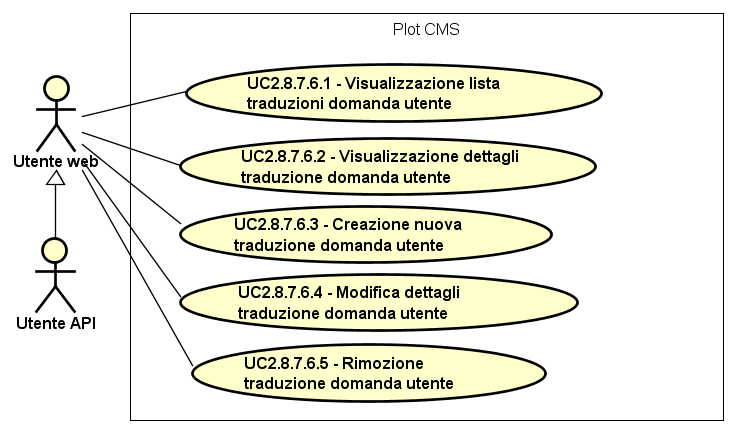 Plot CMS
UC2.8.7.6.1 - Visualizzazione lista
traduzioni domanda utente
Utente web
UC2.8.7.6.2 - Visualizzazione dettagli
traduzione domanda utente
UC2.8.7.6.3 - Creazione nuova
traduzione domanda utente
Utente API
UC2.8.7.6.4 - Modifica dettagli
traduzione domanda utente
UC2.8.7.6.5 - Rimozione
traduzione domanda utente